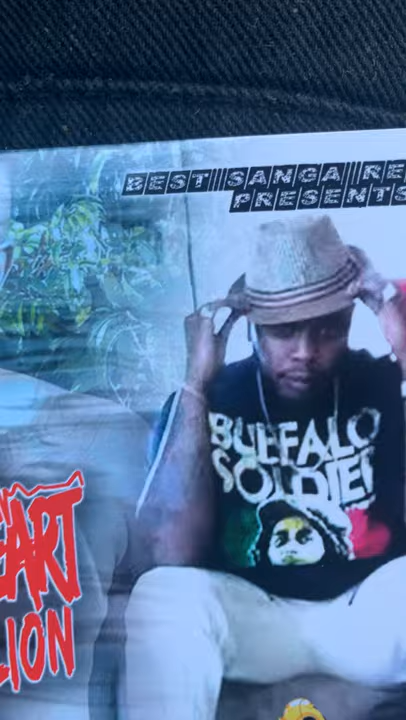 BEST SANGA RE
PRESENTS
BUFFALO
SOLDIER
EART
LION